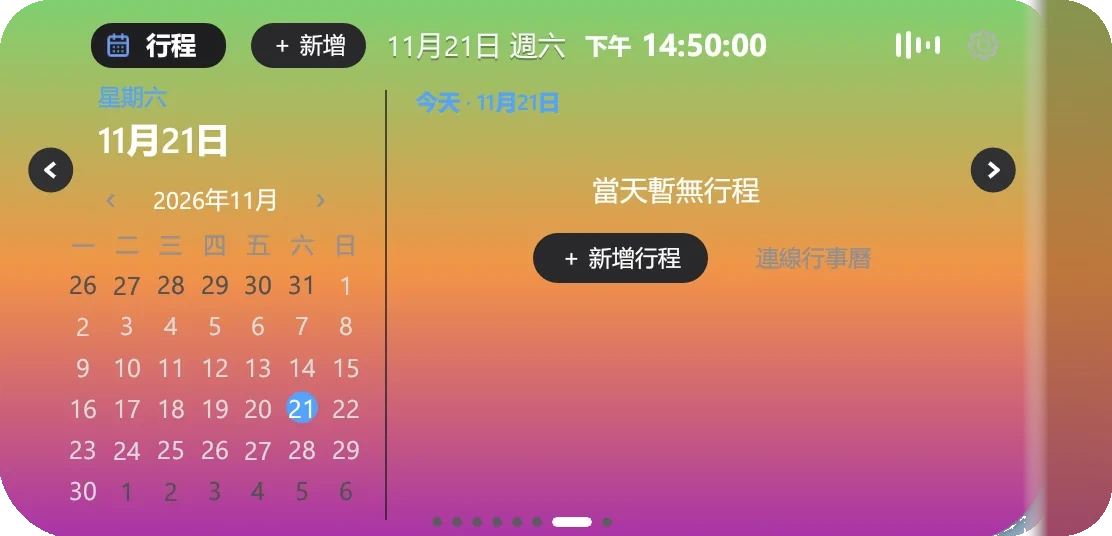 行程
+ 新增
11月21日 週六
下午 14:50:00
星期六
11月21日
今天 · 11月21日
2026年11月
一 二 三 四 五 六 日
26 27 28 29 30 31 1
2 3 4 5 6 7 8
9 10 11 12 13 14 15
16 17 18 19 20 21 22
23 24 25 26 27 28 29
30 1 2 3 4 5 6
當天暫無行程
+ 新增行程
連線行事曆